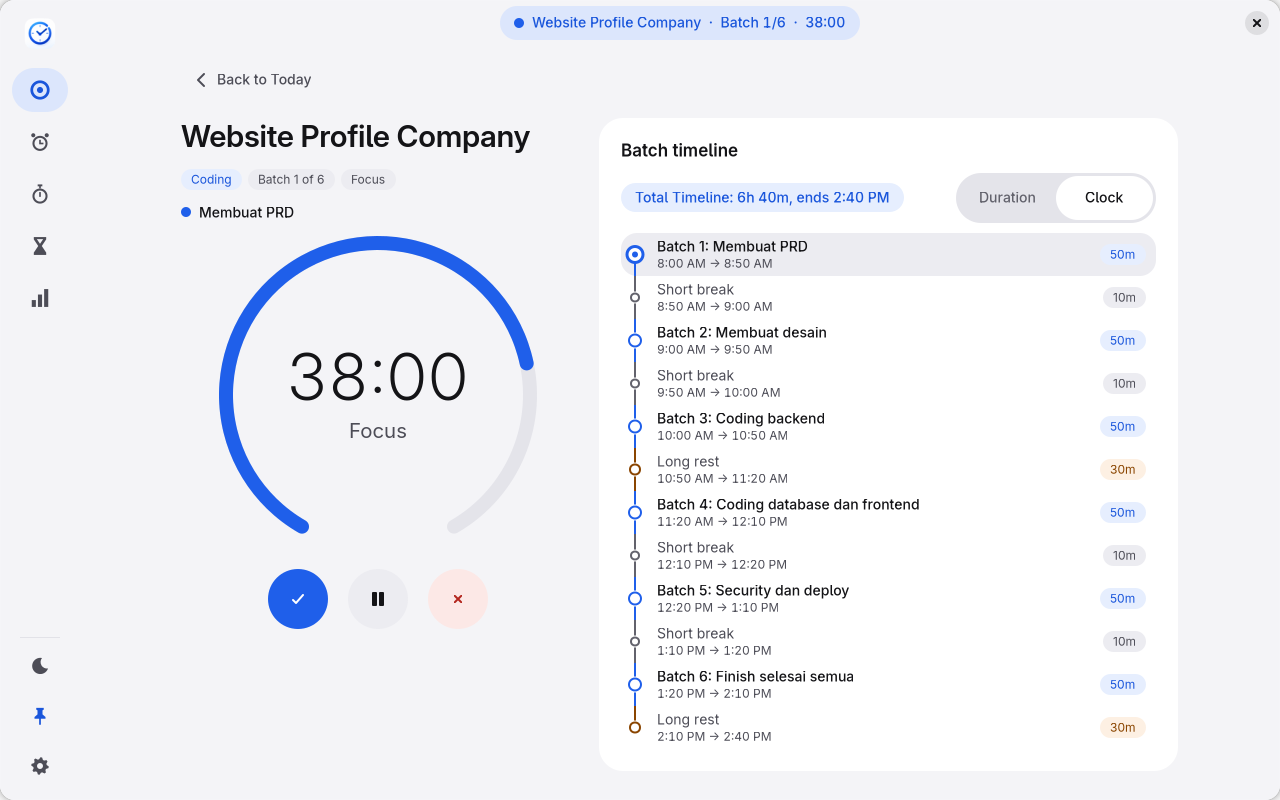 Website Profile Company · Batch 1/6 · 38:00
Back to Today
Website Profile Company
Coding
Batch 1 of 6
Focus
Membuat PRD
38:00
Focus
Batch timeline
Total Timeline: 6h 40m, ends 2:40 PM
Duration
Clock
Batch 1: Membuat PRD
8:00 AM → 8:50 AM
50m
Short break
8:50 AM → 9:00 AM
10m
Batch 2: Membuat desain
9:00 AM → 9:50 AM
50m
Short break
9:50 AM → 10:00 AM
10m
Batch 3: Coding backend
10:00 AM → 10:50 AM
50m
Long rest
10:50 AM → 11:20 AM
30m
Batch 4: Coding database dan frontend
11:20 AM → 12:10 PM
50m
Short break
12:10 PM → 12:20 PM
10m
Batch 5: Security dan deploy
12:20 PM → 1:10 PM
50m
Short break
1:10 PM → 1:20 PM
10m
Batch 6: Finish selesai semua
1:20 PM → 2:10 PM
50m
Long rest
2:10 PM → 2:40 PM
30m